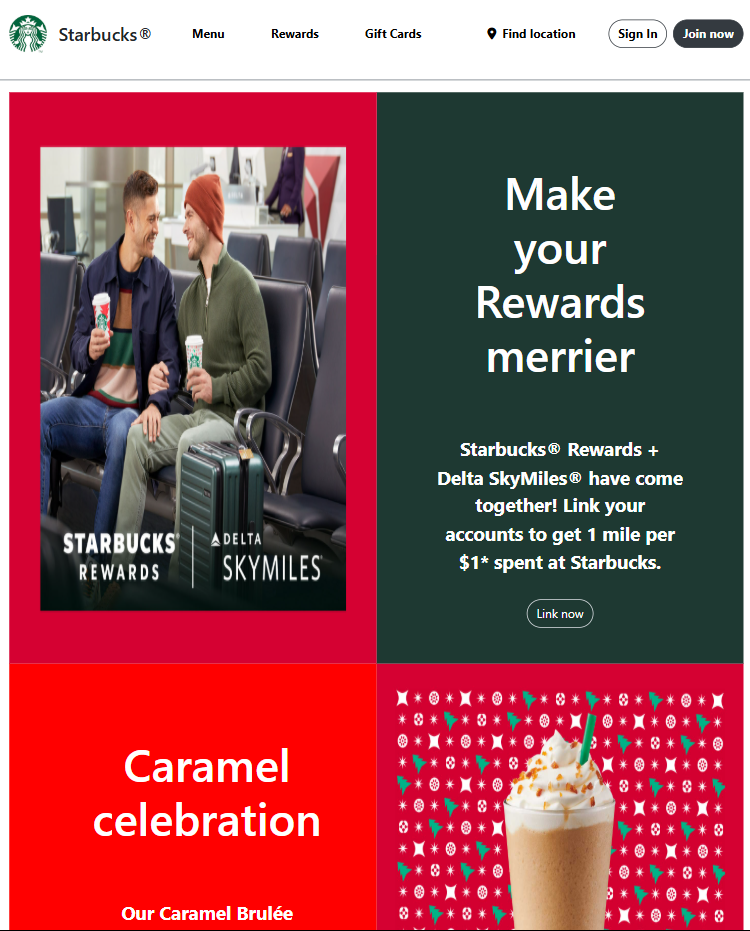 Starbucks®
Menu
Rewards
Gift Cards
Find location
Sign In
Join now
STARBUCKS®
REWARDS
DELTA
SKYMILES®
Make
your
Rewards
merrier
Starbucks® Rewards +
Delta SkyMiles® have come
together! Link your
accounts to get 1 mile per
$1* spent at Starbucks.
Link now
Caramel
celebration
Our Caramel Brulée